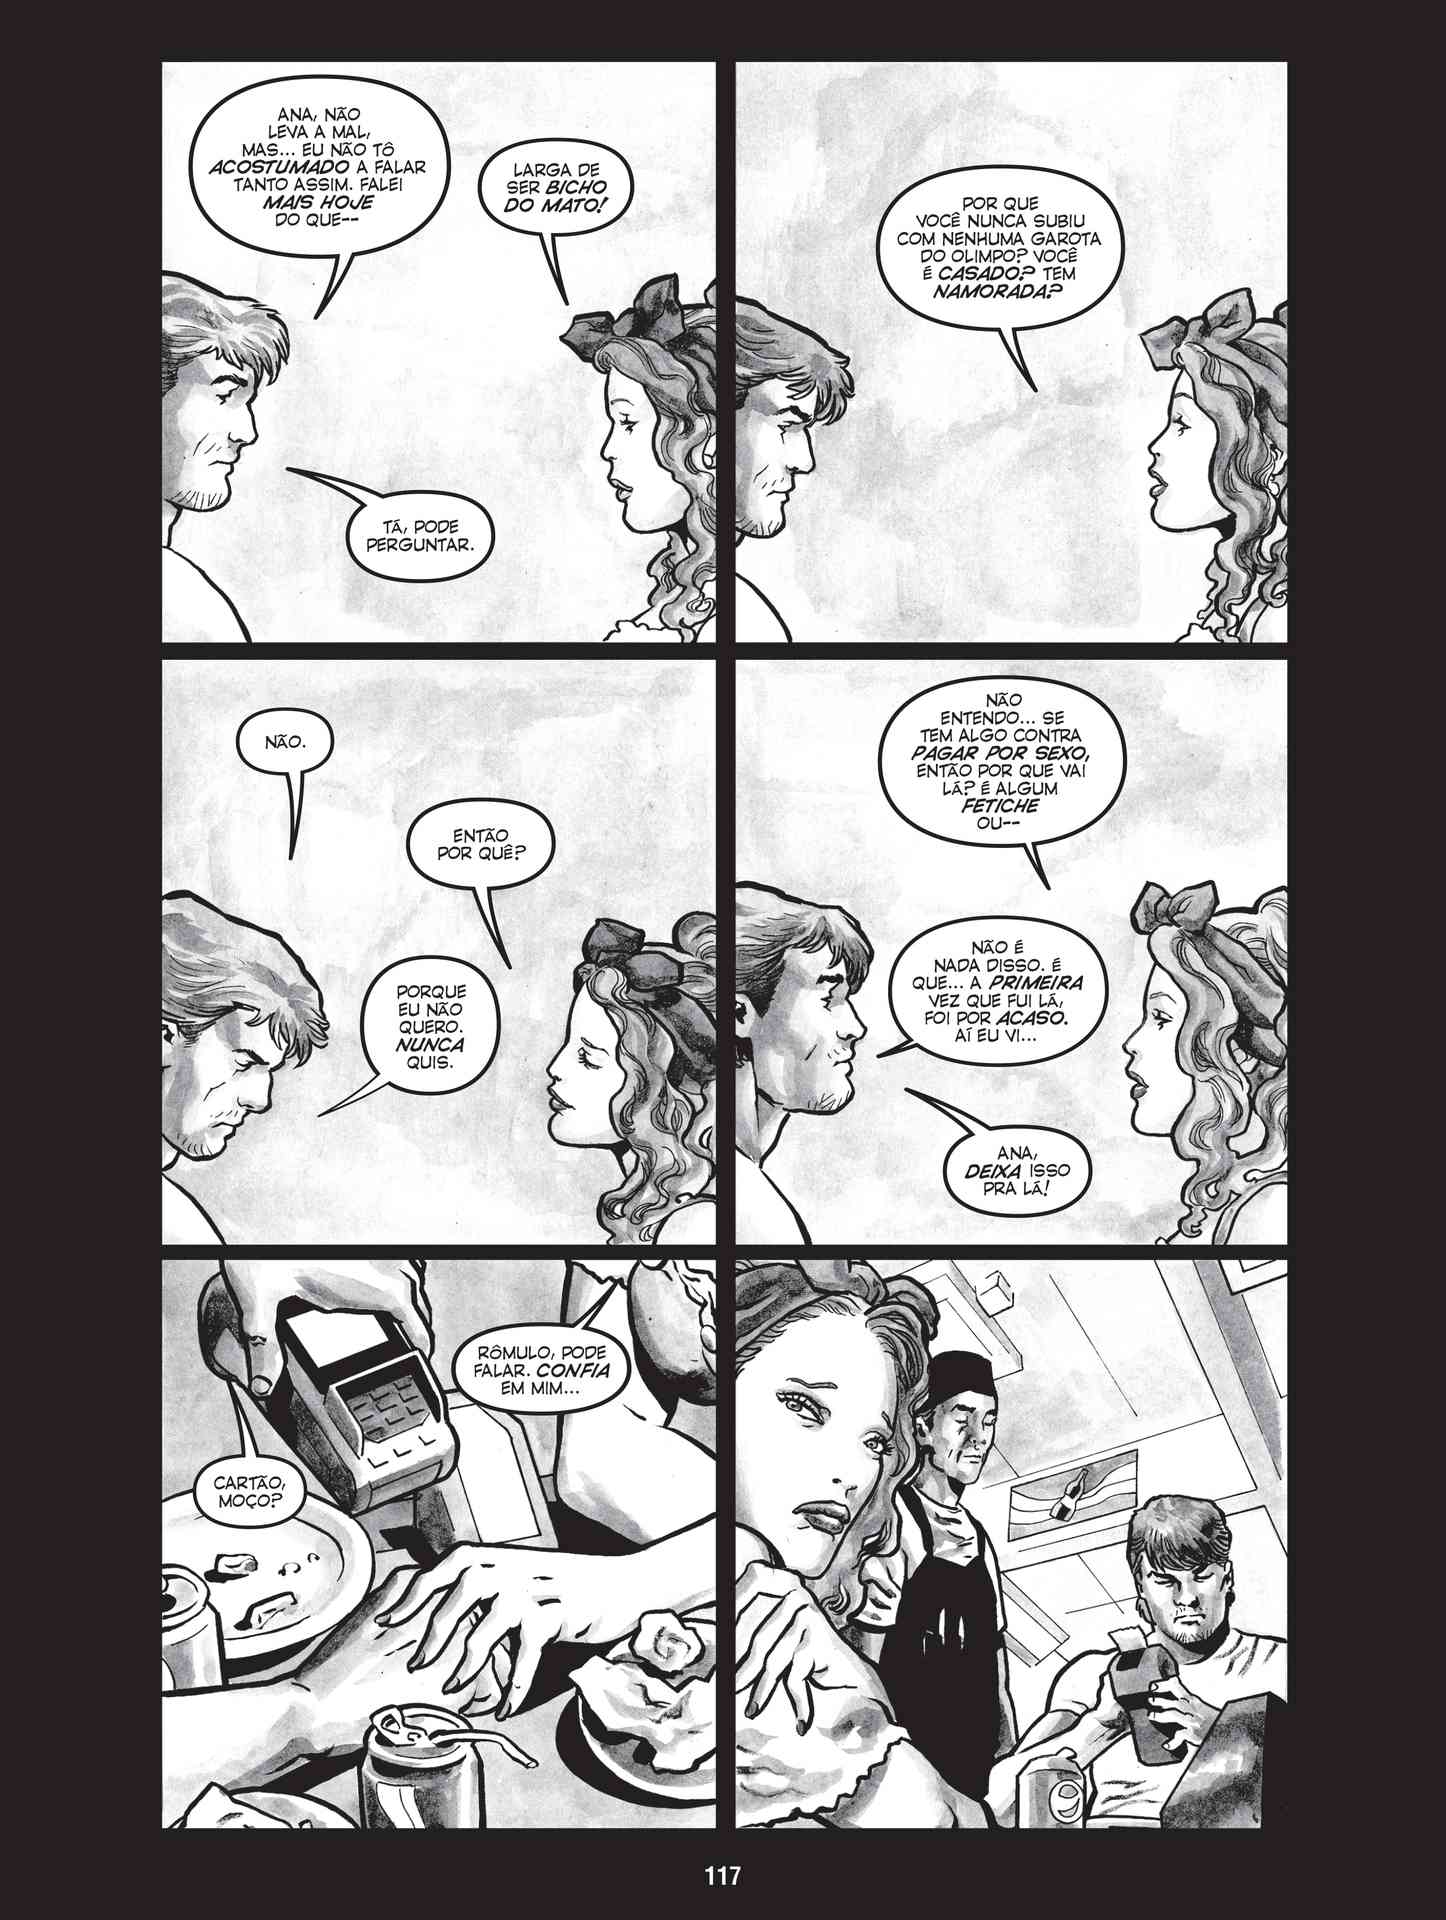 ANA, NÃO
LEVA A MAL,
MAS... EU NÃO TÔ
ACOSTUMADO A FALAR
TANTO ASSIM. FALEI
MAIS HOJE
DO QUE--
LARGA DE
SER BICHO
DO MATO!
TÁ, PODE
PERGUNTAR.
POR QUE
VOCÊ NUNCA SUBIU
COM NENHUMA GAROTA
DO OLIMPO? VOCÊ
É CASADO? TEM
NAMORADA?
NÃO.
ENTÃO
POR QUÊ?
PORQUE
EU NÃO
QUERO.
NUNCA
QUIS.
NÃO
ENTENDO... SE
TEM ALGO CONTRA
PAGAR POR SEXO,
ENTÃO POR QUE VAI
LÁ? É ALGUM
FETICHE
OU--
NÃO É
NADA DISSO. É
QUE... A PRIMEIRA
VEZ QUE FUI LÁ,
FOI POR ACASO.
AÍ EU VI...
ANA,
DEIXA ISSO
PRA LÁ!
RÔMULO, PODE
FALAR. CONFIA
EM MIM...
CARTÃO,
MOÇO?
117